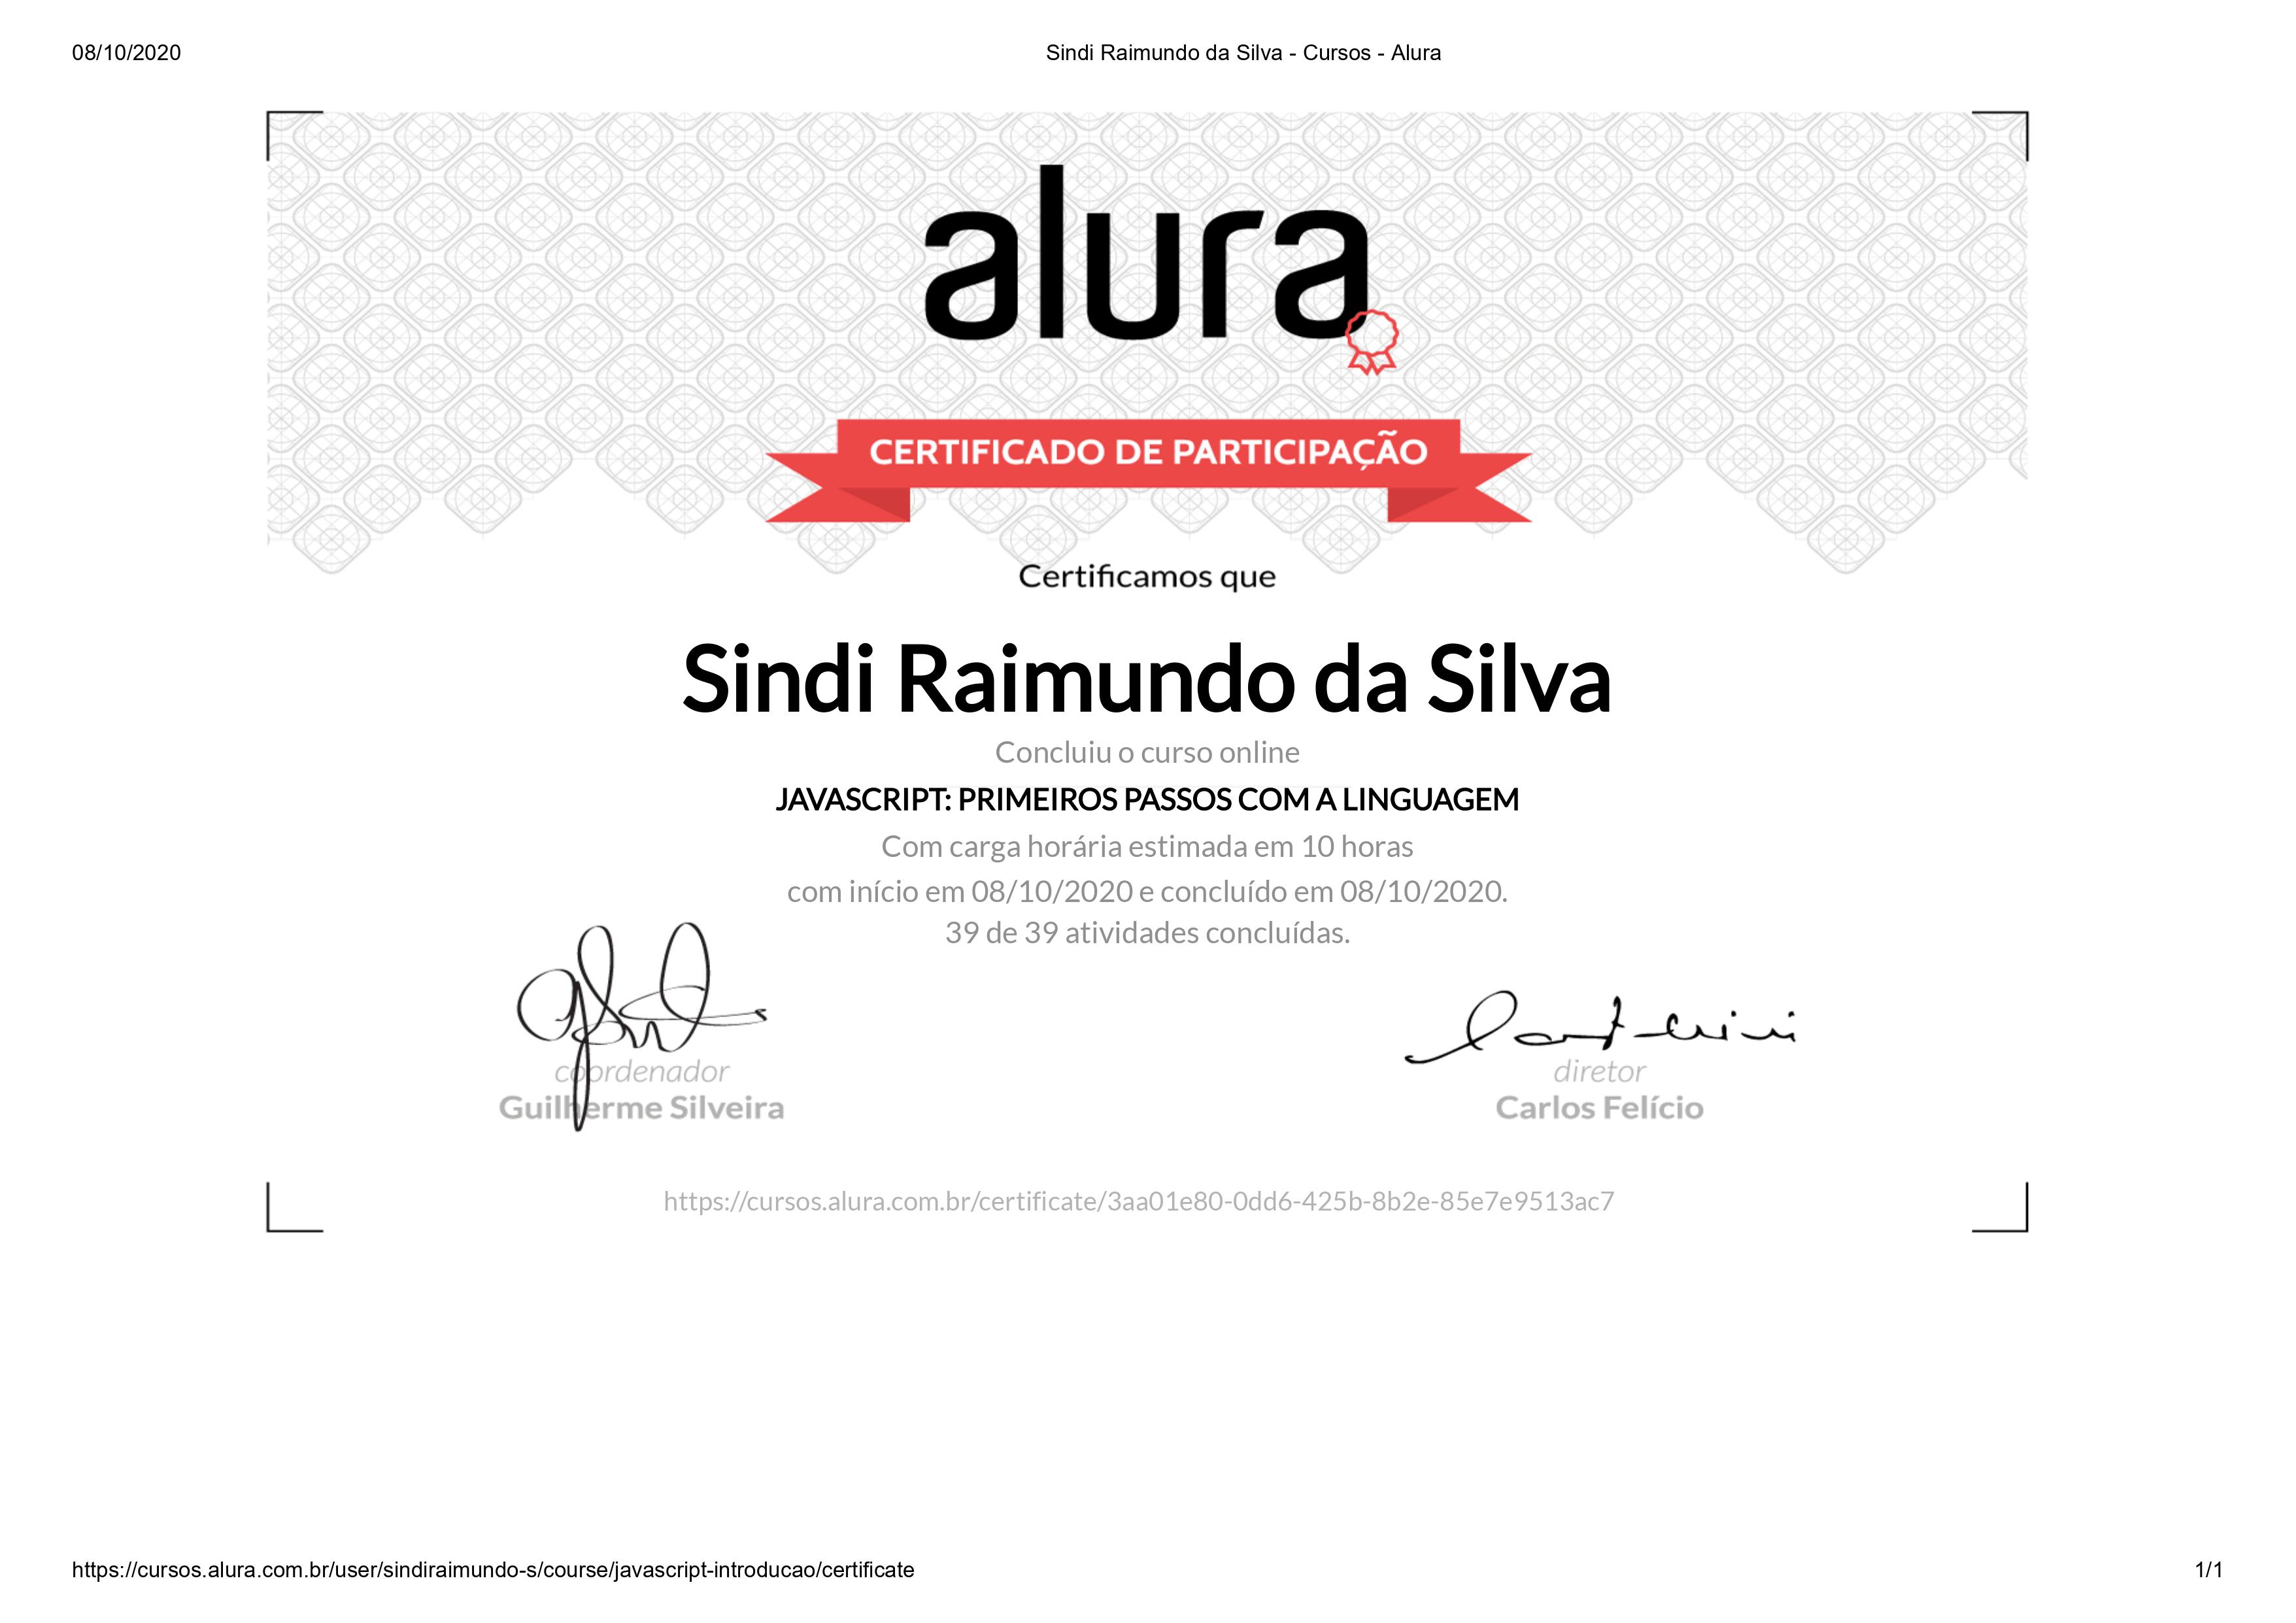 08/10/2020
Sindi Raimundo da Silva - Cursos - Alura
alura
CERTIFICADO DE PARTICIPAÇÃO
Certificamos que
Sindi Raimundo da Silva
Concluiu o curso online
JAVASCRIPT: PRIMEIROS PASSOS COM A LINGUAGEM
Com carga horária estimada em 10 horas
com início em 08/10/2020 e concluído em 08/10/2020.
39 de 39 atividades concluídas.
coordenador
Guilherme Silveira
diretor
Carlos Felício
https://cursos.alura.com.br/certificate/3aa01e80-0dd6-425b-8b2e-85e7e9513ac7
https://cursos.alura.com.br/user/sindiraimundo-s/course/javascript-introducao/certificate
1/1